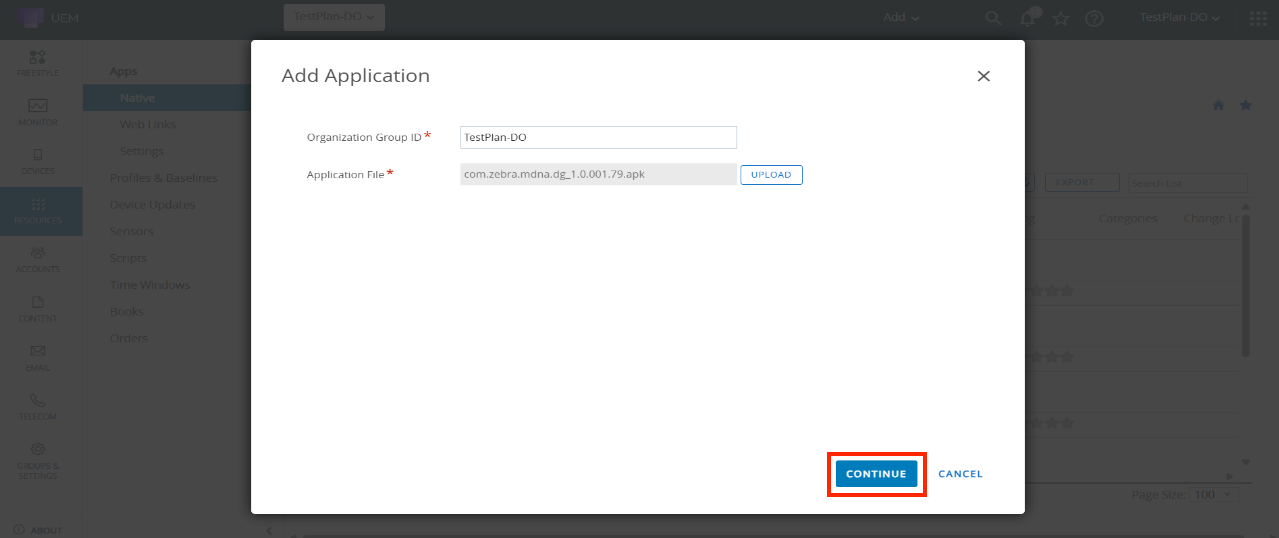 UEM
TestPlan-DO
Add
TestPlan-DO
FREESTYLE
MONITOR
DEVICES
RESOURCES
ACCOUNTS
CONTENT
EMAIL
TELECOM
GROUPS &
SETTINGS
ABOUT
Apps
Native
Web Links
Settings
Profiles & Baselines
Device Updates
Sensors
Scripts
Time Windows
Books
Orders
Add Application
Organization Group ID *
TestPlan-DO
Application File *
com.zebra.mdna.dg_1.0.001.79.apk
UPLOAD
CONTINUE
CANCEL
EXPORT
Search List
Categories
Page Size: 100